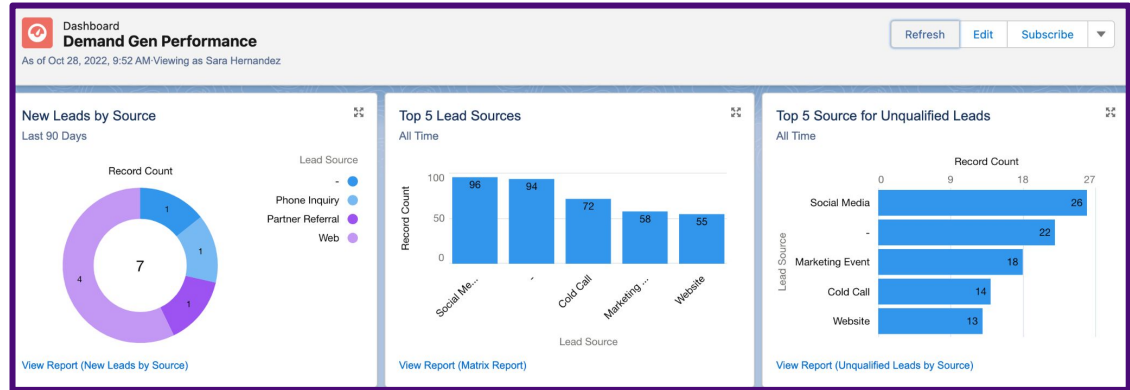 Dashboard
Demand Gen Performance
As of Oct 28, 2022, 9:52 AM·Viewing as Sara Hernandez
Refresh
Edit
Subscribe
New Leads by Source
Last 90 Days
Record Count
Lead Source
-
Phone Inquiry
Partner Referral
Web
1
1
1
4
7
View Report (New Leads by Source)
Top 5 Lead Sources
All Time
Record Count
100
50
0
96
94
72
58
55
Social Me...
-
Cold Call
Marketing ...
Website
Lead Source
View Report (Matrix Report)
Top 5 Source for Unqualified Leads
All Time
Record Count
0 9 18 27
Lead Source
Social Media 26
- 22
Marketing Event 18
Cold Call 14
Website 13
View Report (Unqualified Leads by Source)